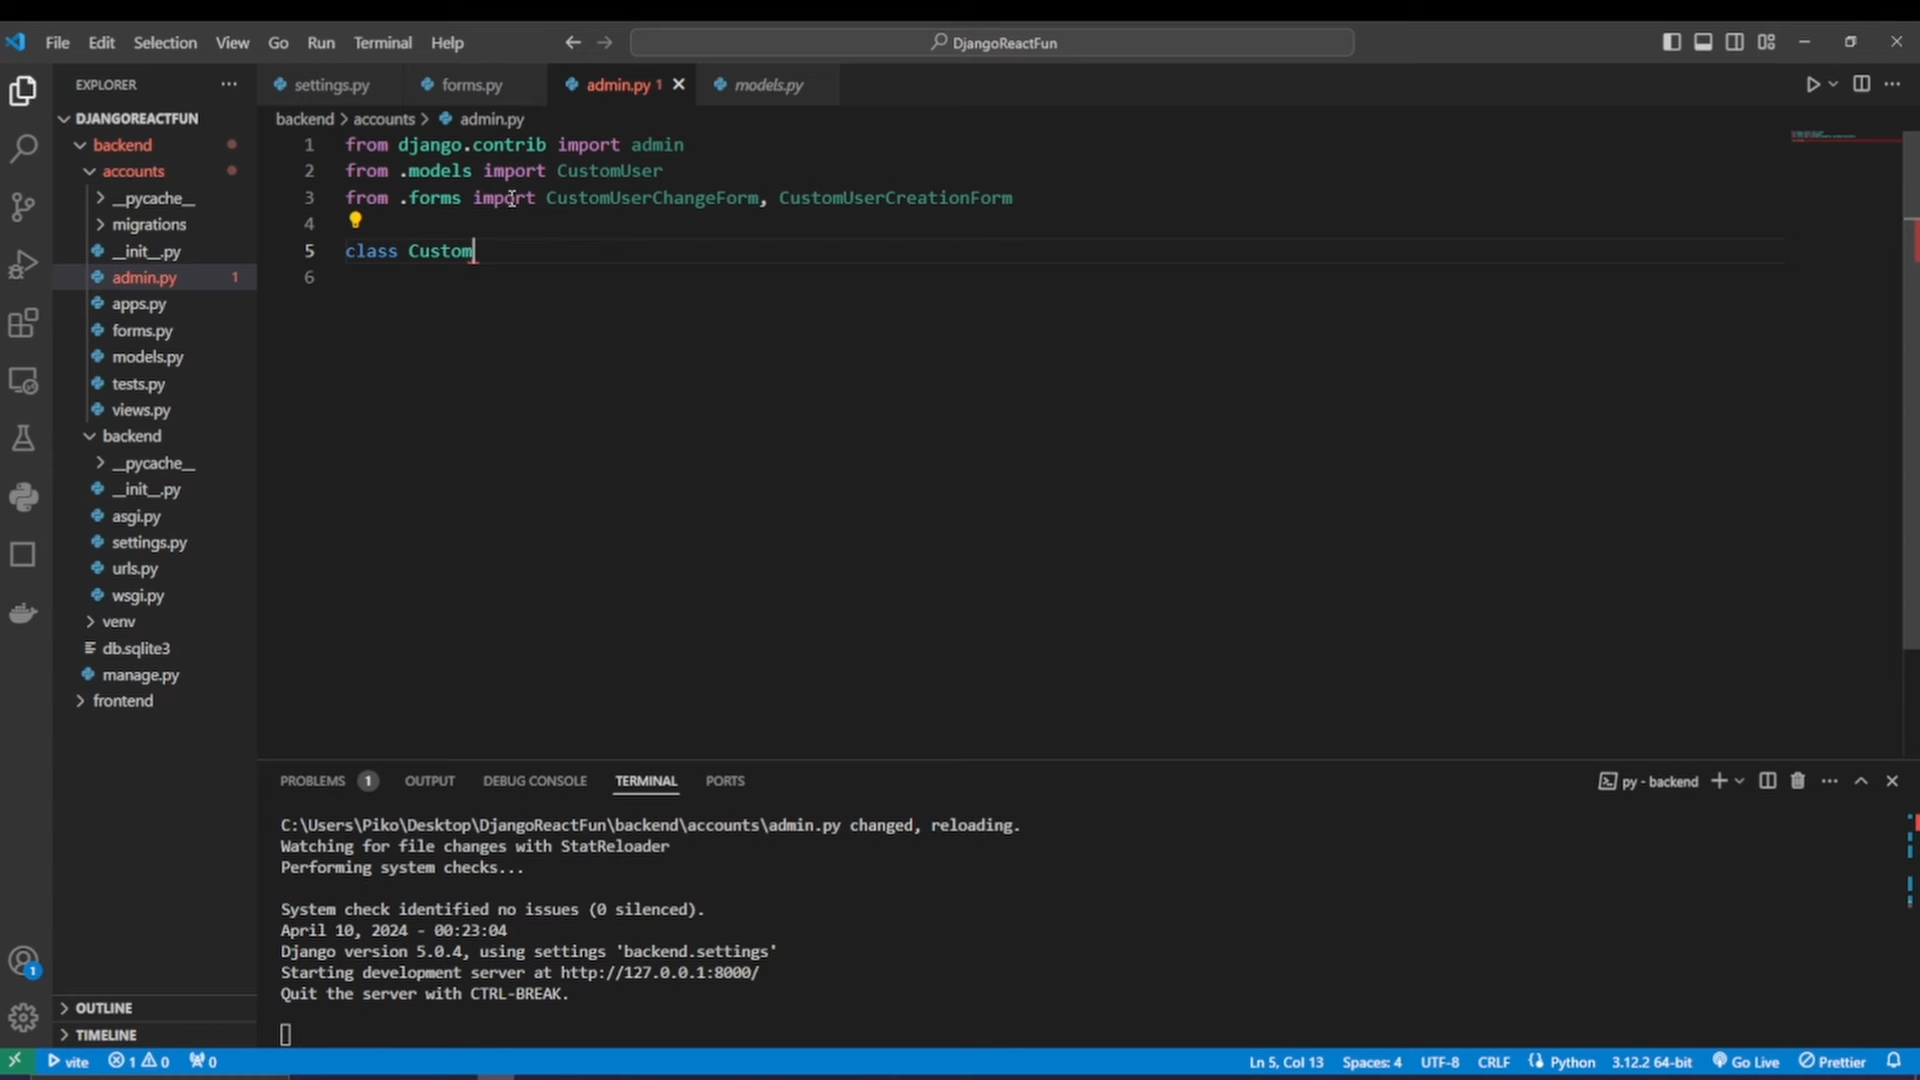 File Edit Selection View Go Run Terminal Help
DjangoReactFun
EXPLORER
settings.py
forms.py
admin.py 1
models.py
DJANGOREACTFUN
backend
accounts
__pycache__
migrations
__init__.py
admin.py 1
apps.py
forms.py
models.py
tests.py
views.py
backend
__pycache__
__init__.py
asgi.py
settings.py
urls.py
wsgi.py
venv
db.sqlite3
manage.py
frontend
OUTLINE
TIMELINE
backend > accounts > admin.py
1 from django.contrib import admin
2 from .models import CustomUser
3 from .forms import CustomUserChangeForm, CustomUserCreationForm
4
5 class Custom
6
PROBLEMS 1 OUTPUT DEBUG CONSOLE TERMINAL PORTS
py - backend
C:\Users\Piko\Desktop\DjangoReactFun\backend\accounts\admin.py changed, reloading.
Watching for file changes with StatReloader
Performing system checks...
System check identified no issues (0 silenced).
April 10, 2024 - 00:23:04
Django version 5.0.4, using settings 'backend.settings'
Starting development server at http://127.0.0.1:8000/
Quit the server with CTRL-BREAK.
1
vite 1 0 0
Ln 5, Col 13 Spaces: 4 UTF-8 CRLF Python 3.12.2 64-bit Go Live Prettier